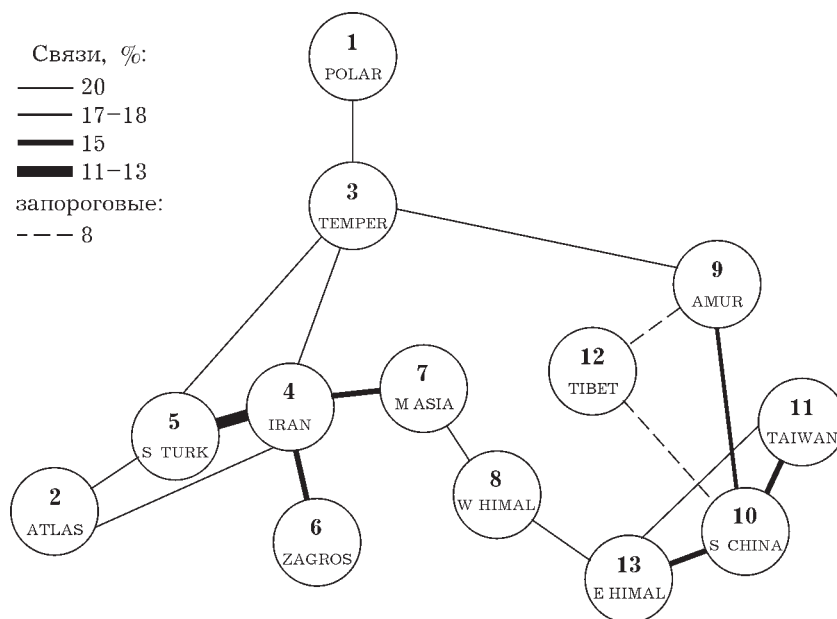 Связи, %:
20
17–18
15
11–13
запороговые:
8
1
POLAR
3
TEMPER
9
AMUR
12
TIBET
7
M ASIA
4
IRAN
5
S TURK
11
TAIWAN
8
W HIMAL
2
ATLAS
10
S CHINA
6
ZAGROS
13
E HIMAL